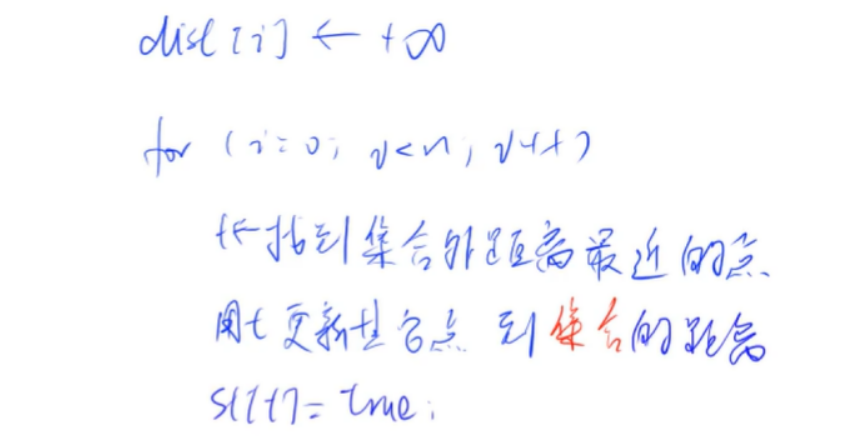 dist[i] ← +∞
for (i=0; i<n; i++)
t←找到集合外距离最近的点
用t更新其它点 到集合的距离
st[t]=true;